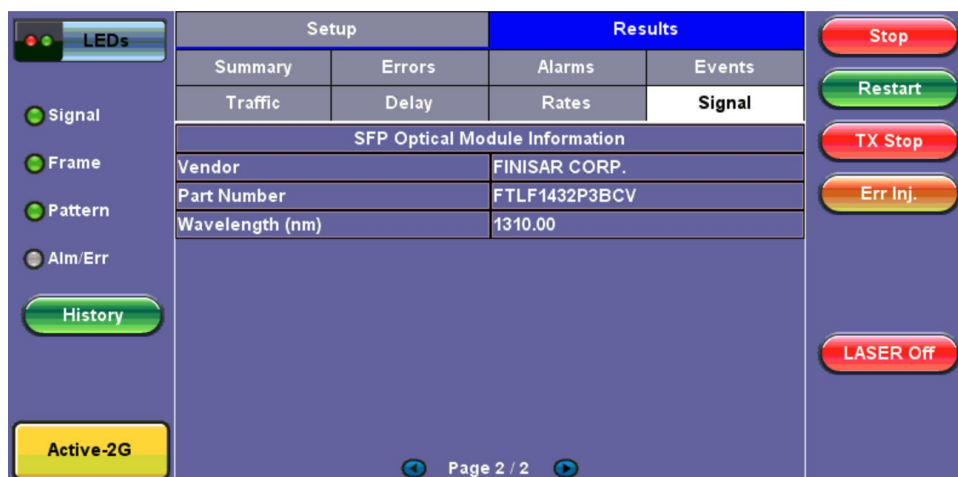 LEDs
Setup
Results
Stop
Summary
Errors
Alarms
Events
Restart
Traffic
Delay
Rates
Signal
Signal
SFP Optical Module Information
TX Stop
Frame
Vendor
FINISAR CORP.
Part Number
FTLF1432P3BCV
Err Inj.
Pattern
Wavelength (nm)
1310.00
Alm/Err
History
LASER Off
Active-2G
Page 2 / 2